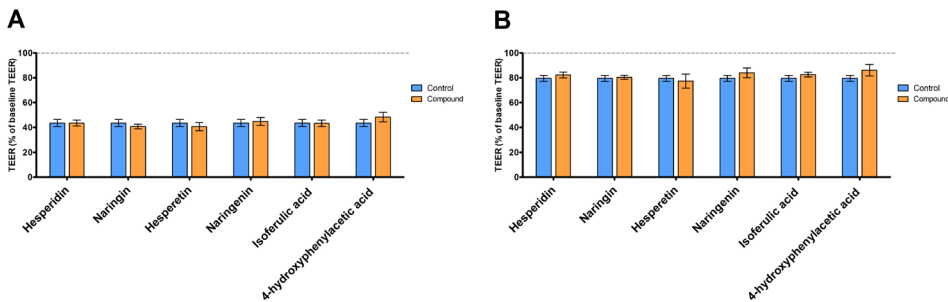 A
TEER (% of baseline TEER)
100
80
60
40
20
0
Hesperidin
Naringin
Hesperetin
Naringenin
Isoferulic acid
4-hydroxyphenylacetic acid
Control
Compound
B
TEER (% of baseline TEER)
100
80
60
40
20
0
Hesperidin
Naringin
Hesperetin
Naringenin
Isoferulic acid
4-hydroxyphenylacetic acid
Control
Compound